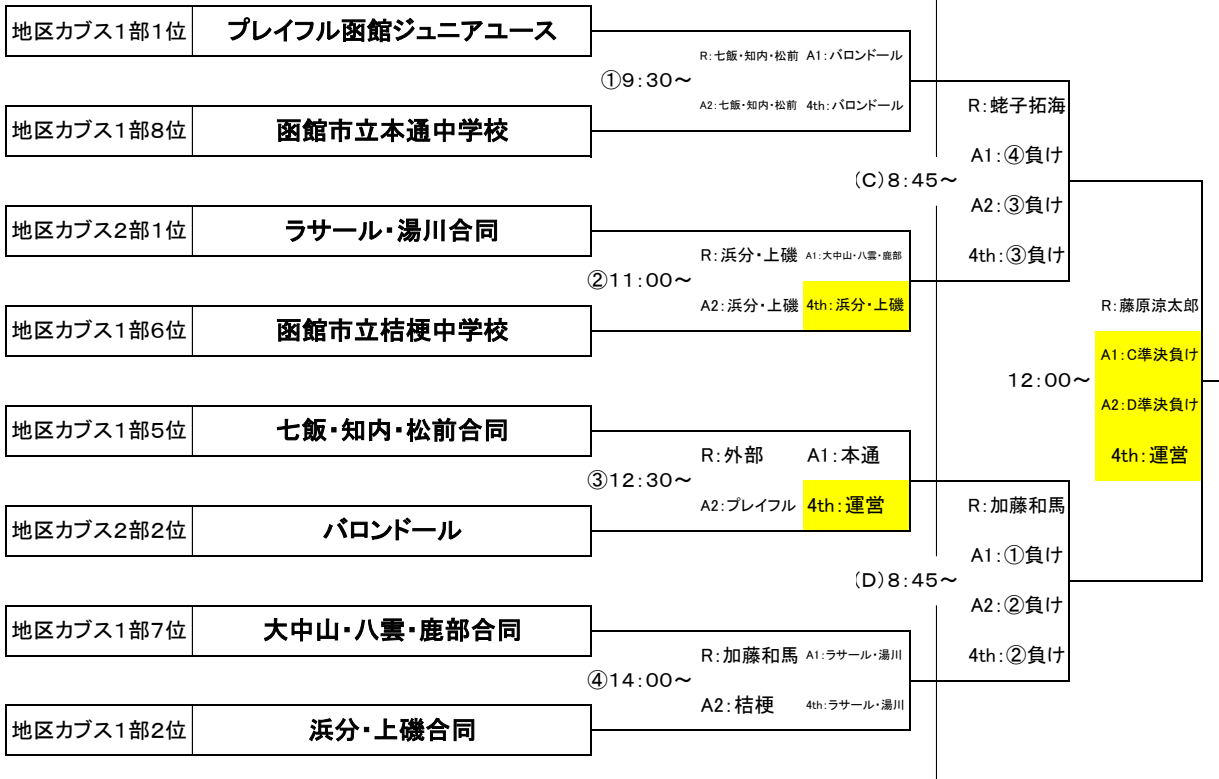 地区カブス1部1位 プレイフル函館ジュニアユース
R:七飯・知内・松前 A1:バロンドール
①9:30～
A2:七飯・知内・松前 4th:バロンドール
地区カブス1部8位 函館市立本通中学校
R:蛯子拓海
A1:④負け
(C)8:45～
A2:③負け
4th:③負け
地区カブス2部1位 ラサール・湯川合同
R:浜分・上磯 A1:大中山・八雲・鹿部
②11:00～
A2:浜分・上磯 4th:浜分・上磯
地区カブス1部6位 函館市立桔梗中学校
R:藤原涼太郎
A1:C準決負け
12:00～
A2:D準決負け
4th:運営
地区カブス1部5位 七飯・知内・松前合同
R:外部 A1:本通
③12:30～
A2:プレイフル 4th:運営
地区カブス2部2位 バロンドール
R:加藤和馬
A1:①負け
(D)8:45～
A2:②負け
4th:②負け
地区カブス1部7位 大中山・八雲・鹿部合同
R:加藤和馬 A1:ラサール・湯川
④14:00～
A2:桔梗 4th:ラサール・湯川
地区カブス1部2位 浜分・上磯合同